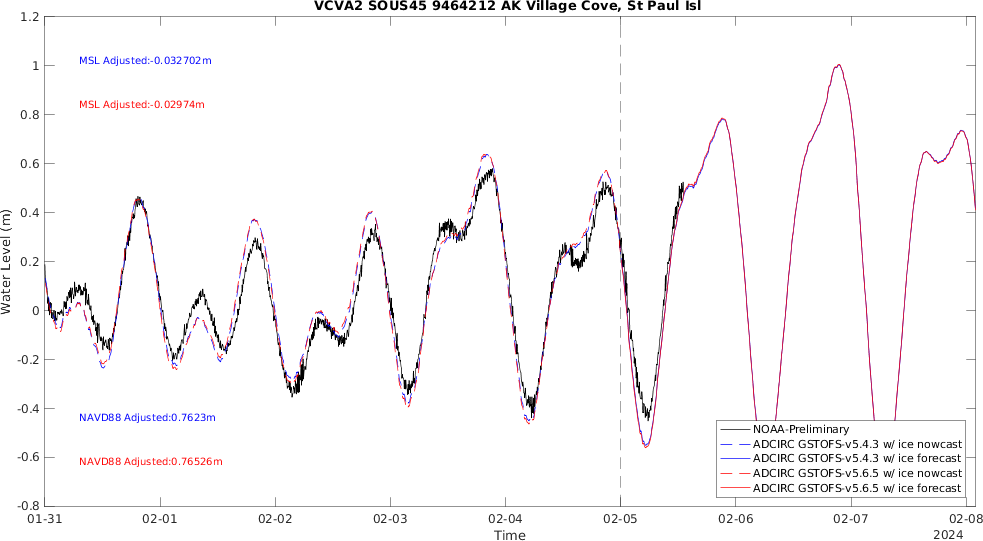 VCVA2 SOUS45 9464212 AK Village Cove, St Paul Isl
1.2
1
0.8
0.6
0.4
0.2
0
-0.2
-0.4
-0.6
-0.8
Water Level (m)
MSL Adjusted:-0.032702m
MSL Adjusted:-0.02974m
NAVD88 Adjusted:0.7623m
NAVD88 Adjusted:0.76526m
NOAA-Preliminary
ADCIRC GSTOFS-v5.4.3 w/ ice nowcast
ADCIRC GSTOFS-v5.4.3 w/ ice forecast
ADCIRC GSTOFS-v5.6.5 w/ ice nowcast
ADCIRC GSTOFS-v5.6.5 w/ ice forecast
01-31 02-01 02-02 02-03 02-04 02-05 02-06 02-07 02-08
Time
2024